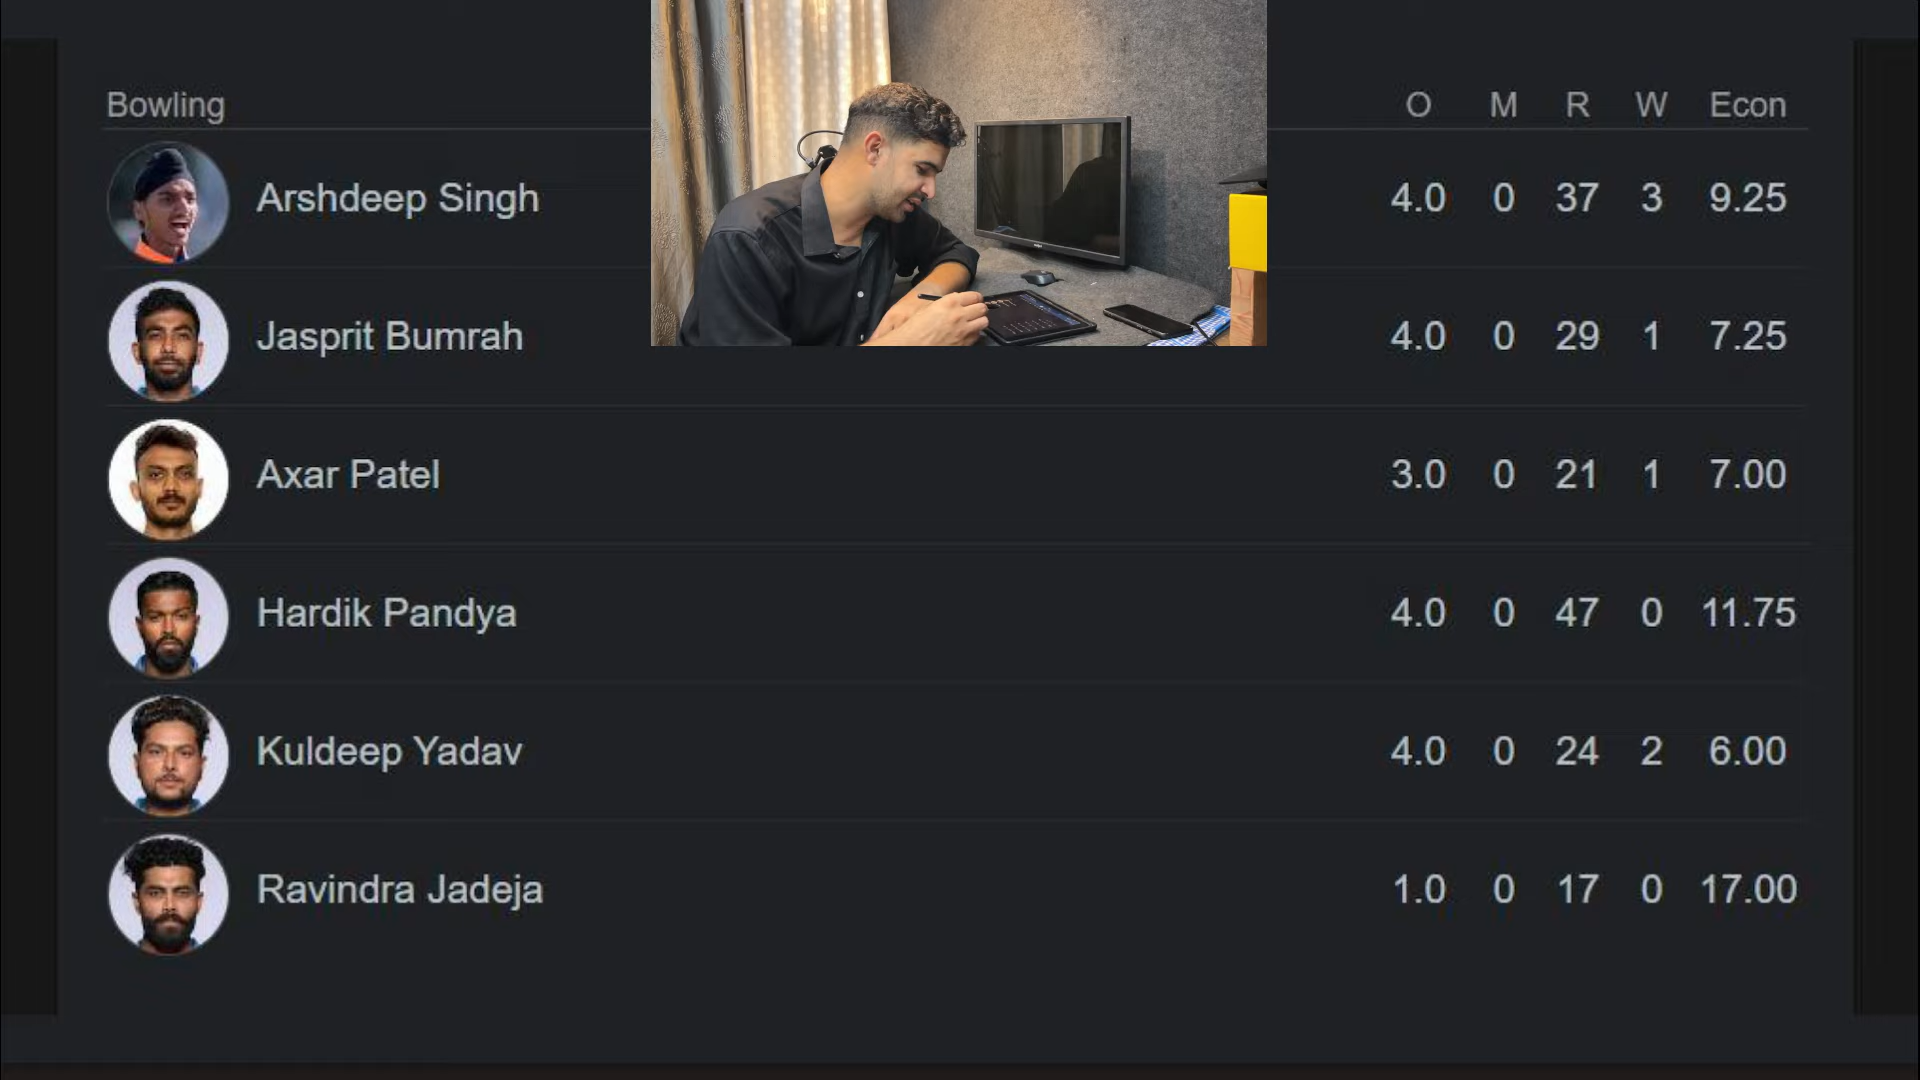 Bowling O M R W Econ
Arshdeep Singh 4.0 0 37 3 9.25
Jasprit Bumrah 4.0 0 29 1 7.25
Axar Patel 3.0 0 21 1 7.00
Hardik Pandya 4.0 0 47 0 11.75
Kuldeep Yadav 4.0 0 24 2 6.00
Ravindra Jadeja 1.0 0 17 0 17.00